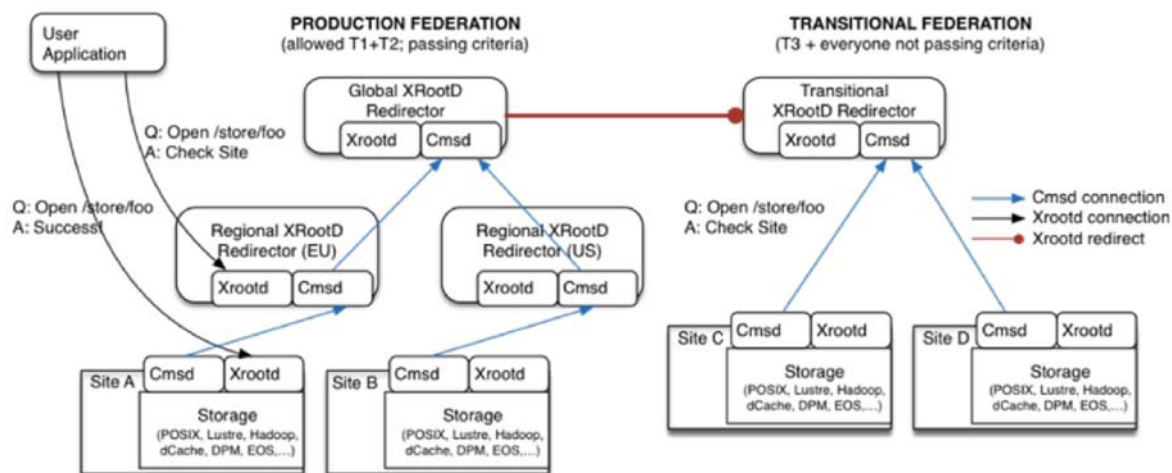 User
Application
PRODUCTION FEDERATION
(allowed T1+T2; passing criteria)
TRANSITIONAL FEDERATION
(T3 + everyone not passing criteria)
Global XRootD
Redirector
Xrootd
Cmsd
Transitional
XRootD Redirector
Xrootd
Cmsd
Q: Open /store/foo
A: Check Site
Q: Open /store/foo
A: Success!
Regional XRootD
Redirector (EU)
Xrootd
Cmsd
Regional XRootD
Redirector (US)
Xrootd
Cmsd
Q: Open /store/foo
A: Check Site
Cmsd connection
Xrootd connection
Xrootd redirect
Site A
Cmsd
Xrootd
Storage
(POSIX, Lustre, Hadoop,
dCache, DPM, EOS,...)
Site B
Cmsd
Xrootd
Storage
(POSIX, Lustre, Hadoop,
dCache, DPM, EOS,...)
Site C
Cmsd
Xrootd
Storage
(POSIX, Lustre, Hadoop,
dCache, DPM, EOS,...)
Site D
Cmsd
Xrootd
Storage
(POSIX, Lustre, Hadoop,
dCache, DPM, EOS,...)